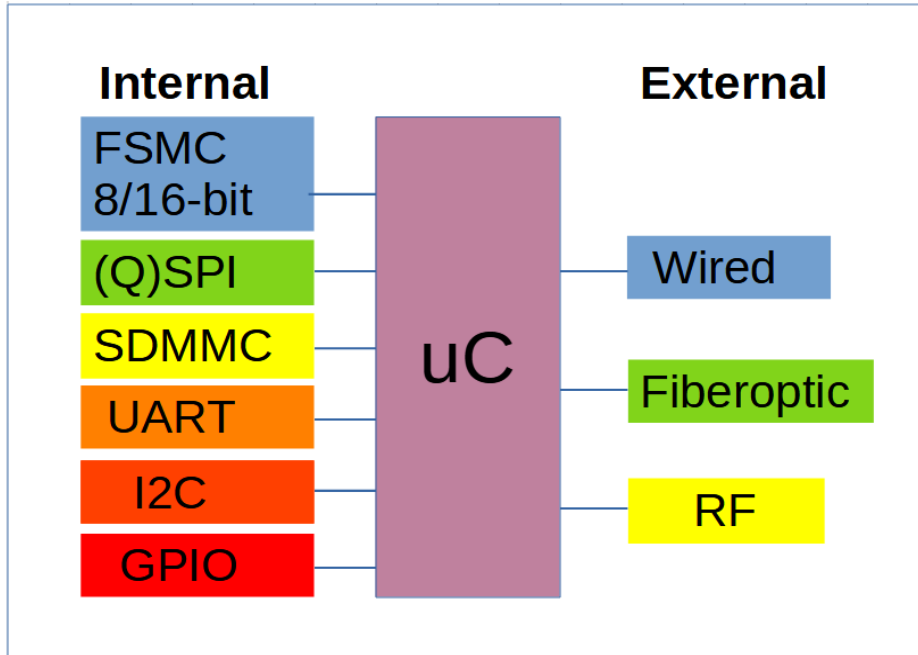 Internal
External
FSMC
8/16-bit
(Q)SPI
SDMMC
UART
I2C
GPIO
uC
Wired
Fiberoptic
RF